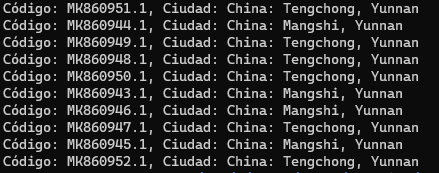 Código: MK860951.1, Ciudad: China: Tengchong, Yunnan
Código: MK860944.1, Ciudad: China: Mangshi, Yunnan
Código: MK860949.1, Ciudad: China: Tengchong, Yunnan
Código: MK860948.1, Ciudad: China: Tengchong, Yunnan
Código: MK860950.1, Ciudad: China: Tengchong, Yunnan
Código: MK860943.1, Ciudad: China: Mangshi, Yunnan
Código: MK860946.1, Ciudad: China: Mangshi, Yunnan
Código: MK860947.1, Ciudad: China: Tengchong, Yunnan
Código: MK860945.1, Ciudad: China: Mangshi, Yunnan
Código: MK860952.1, Ciudad: China: Tengchong, Yunnan